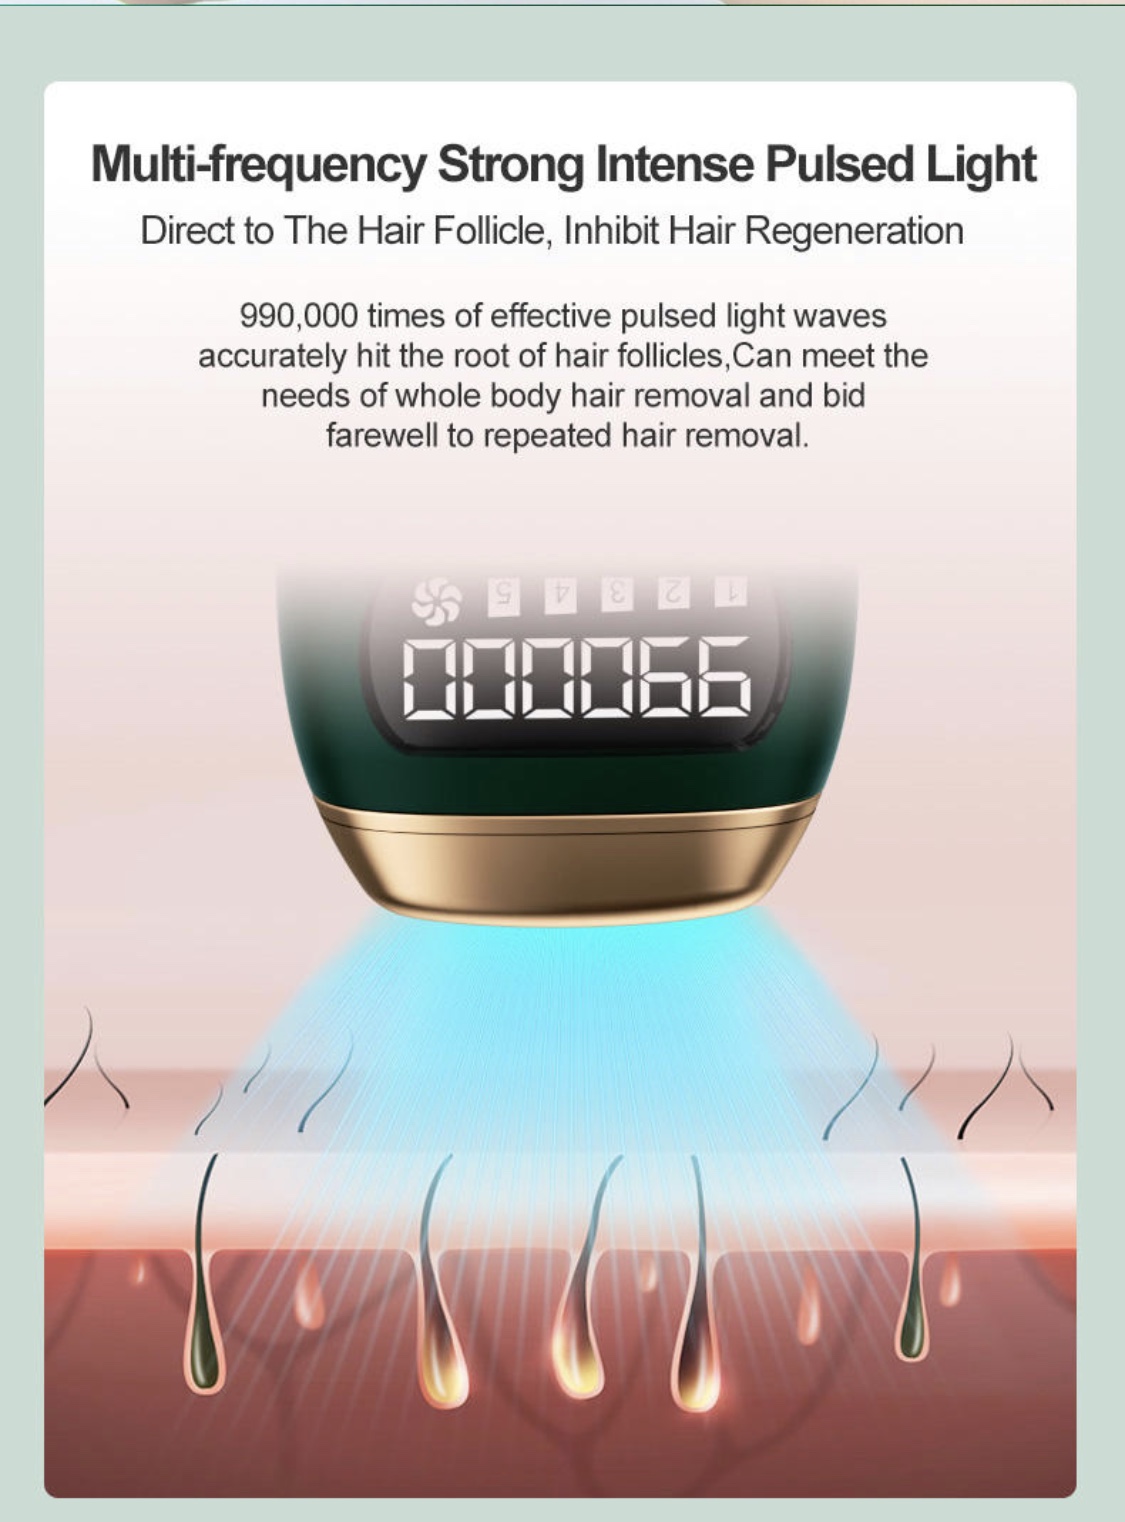 Multi-frequency Strong Intense Pulsed Light
Direct to The Hair Follicle, Inhibit Hair Regeneration
990,000 times of effective pulsed light waves
accurately hit the root of hair follicles,Can meet the
needs of whole body hair removal and bid
farewell to repeated hair removal.
5 4 3 2 1
000066